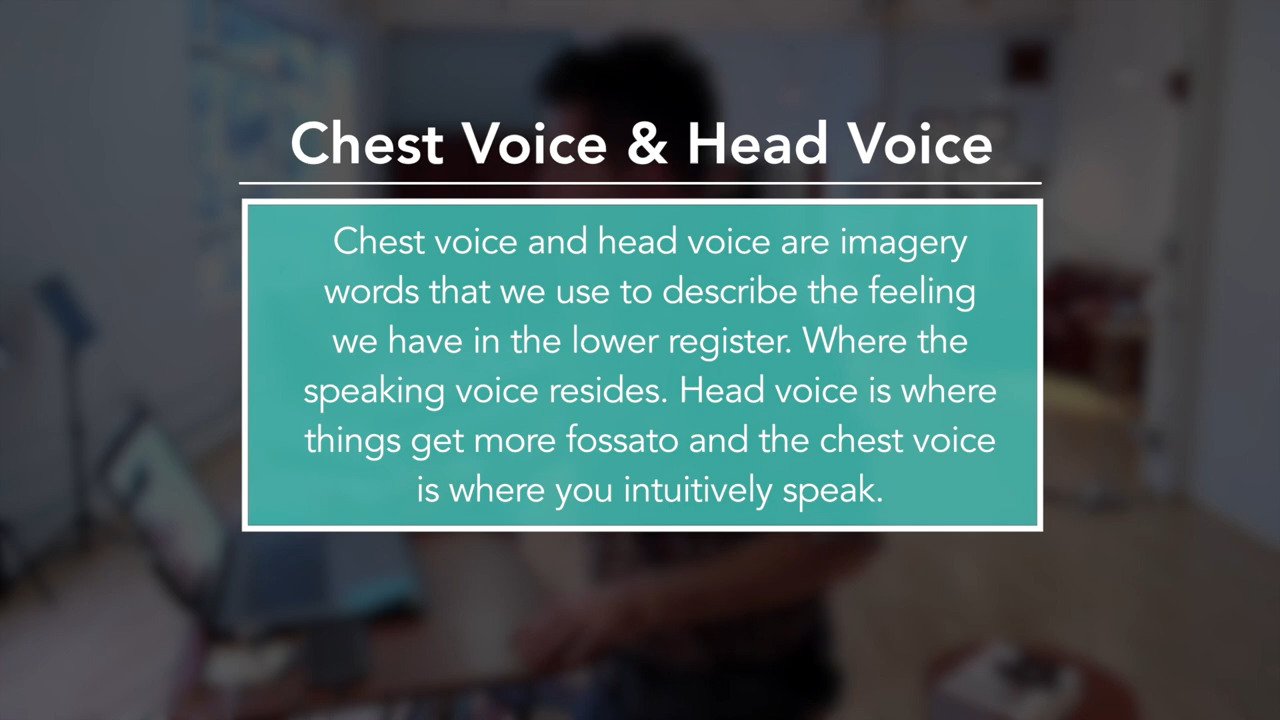 Chest Voice & Head Voice
Chest voice and head voice are imagery
words that we use to describe the feeling
we have in the lower register. Where the
speaking voice resides. Head voice is where
things get more fossato and the chest voice
is where you intuitively speak.